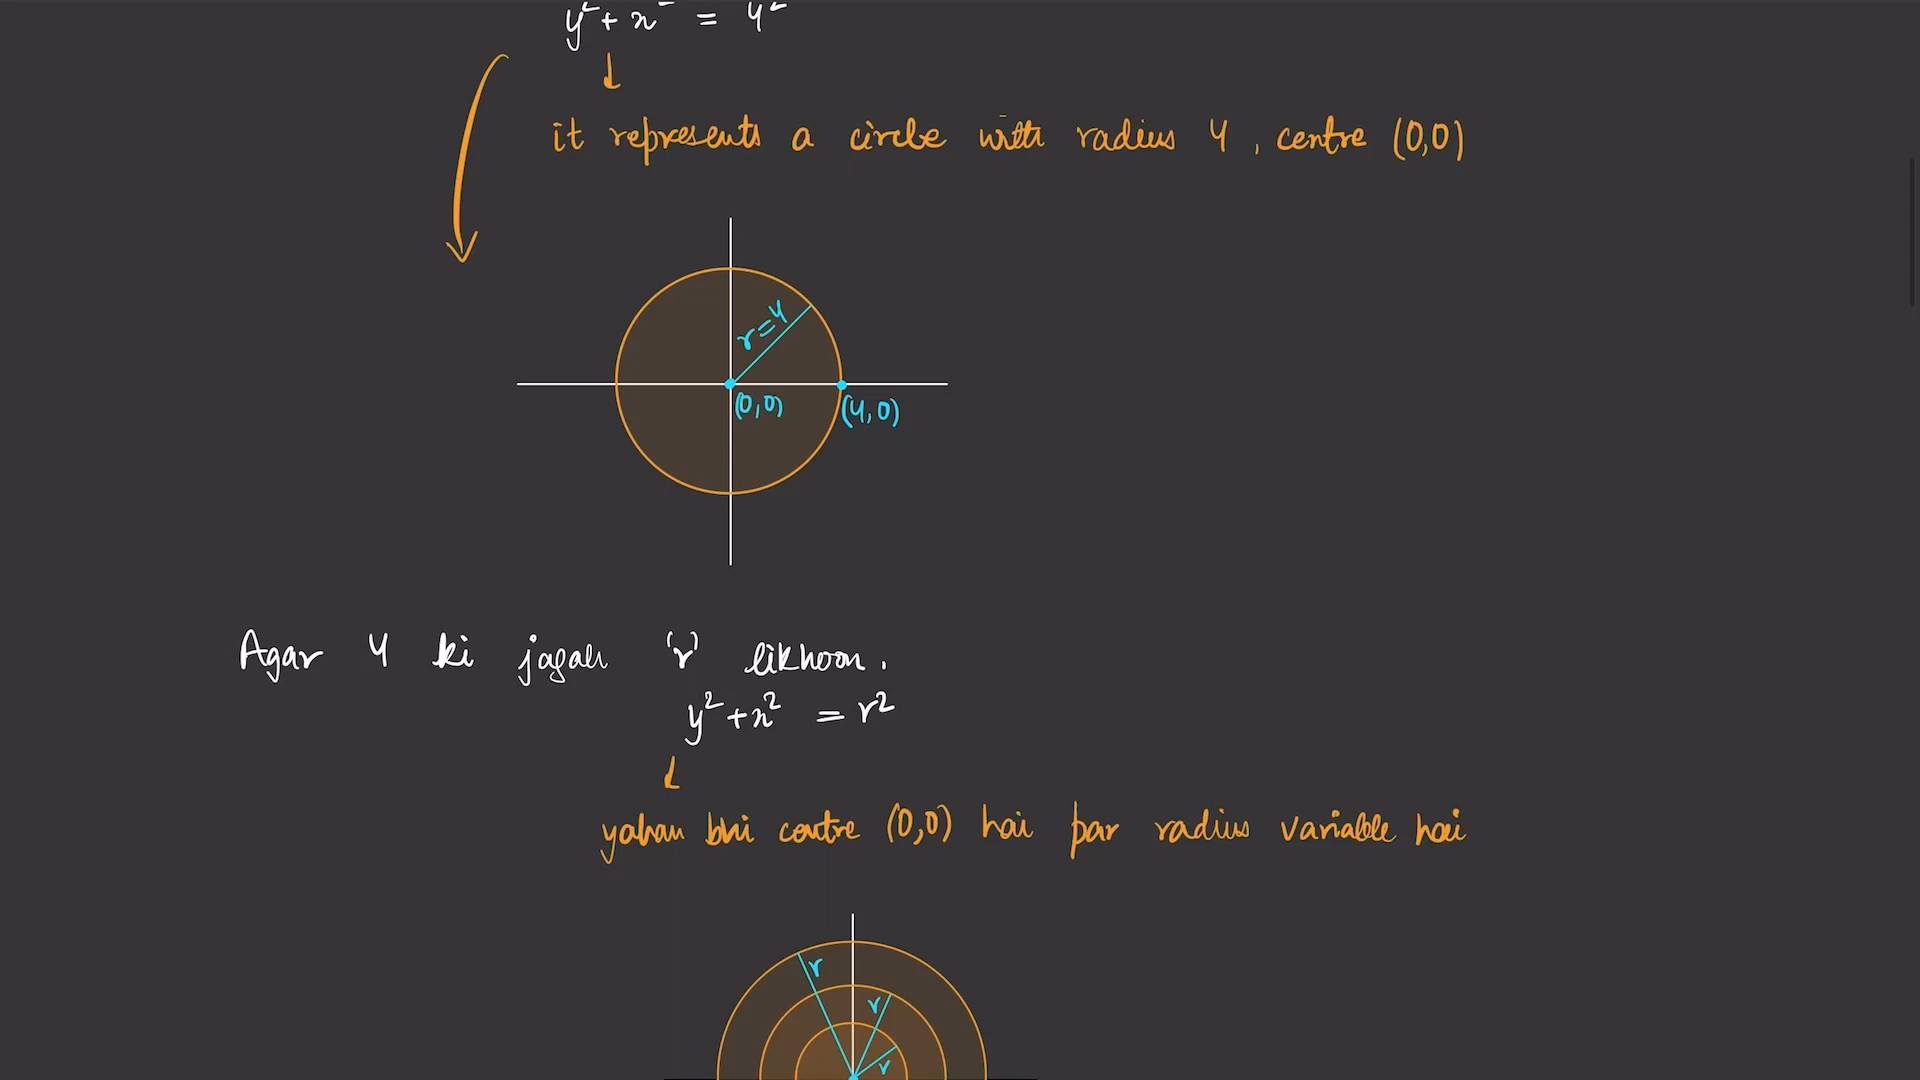 y² + x² = 4²
it represents a circle with radius 4, centre (0,0)
r=4
(0,0)
(4,0)
Agar 4 ki jagah 'r' likhoon.
y² + x² = r²
yahan bhi centre (0,0) hai par radius variable hai
r
r
r